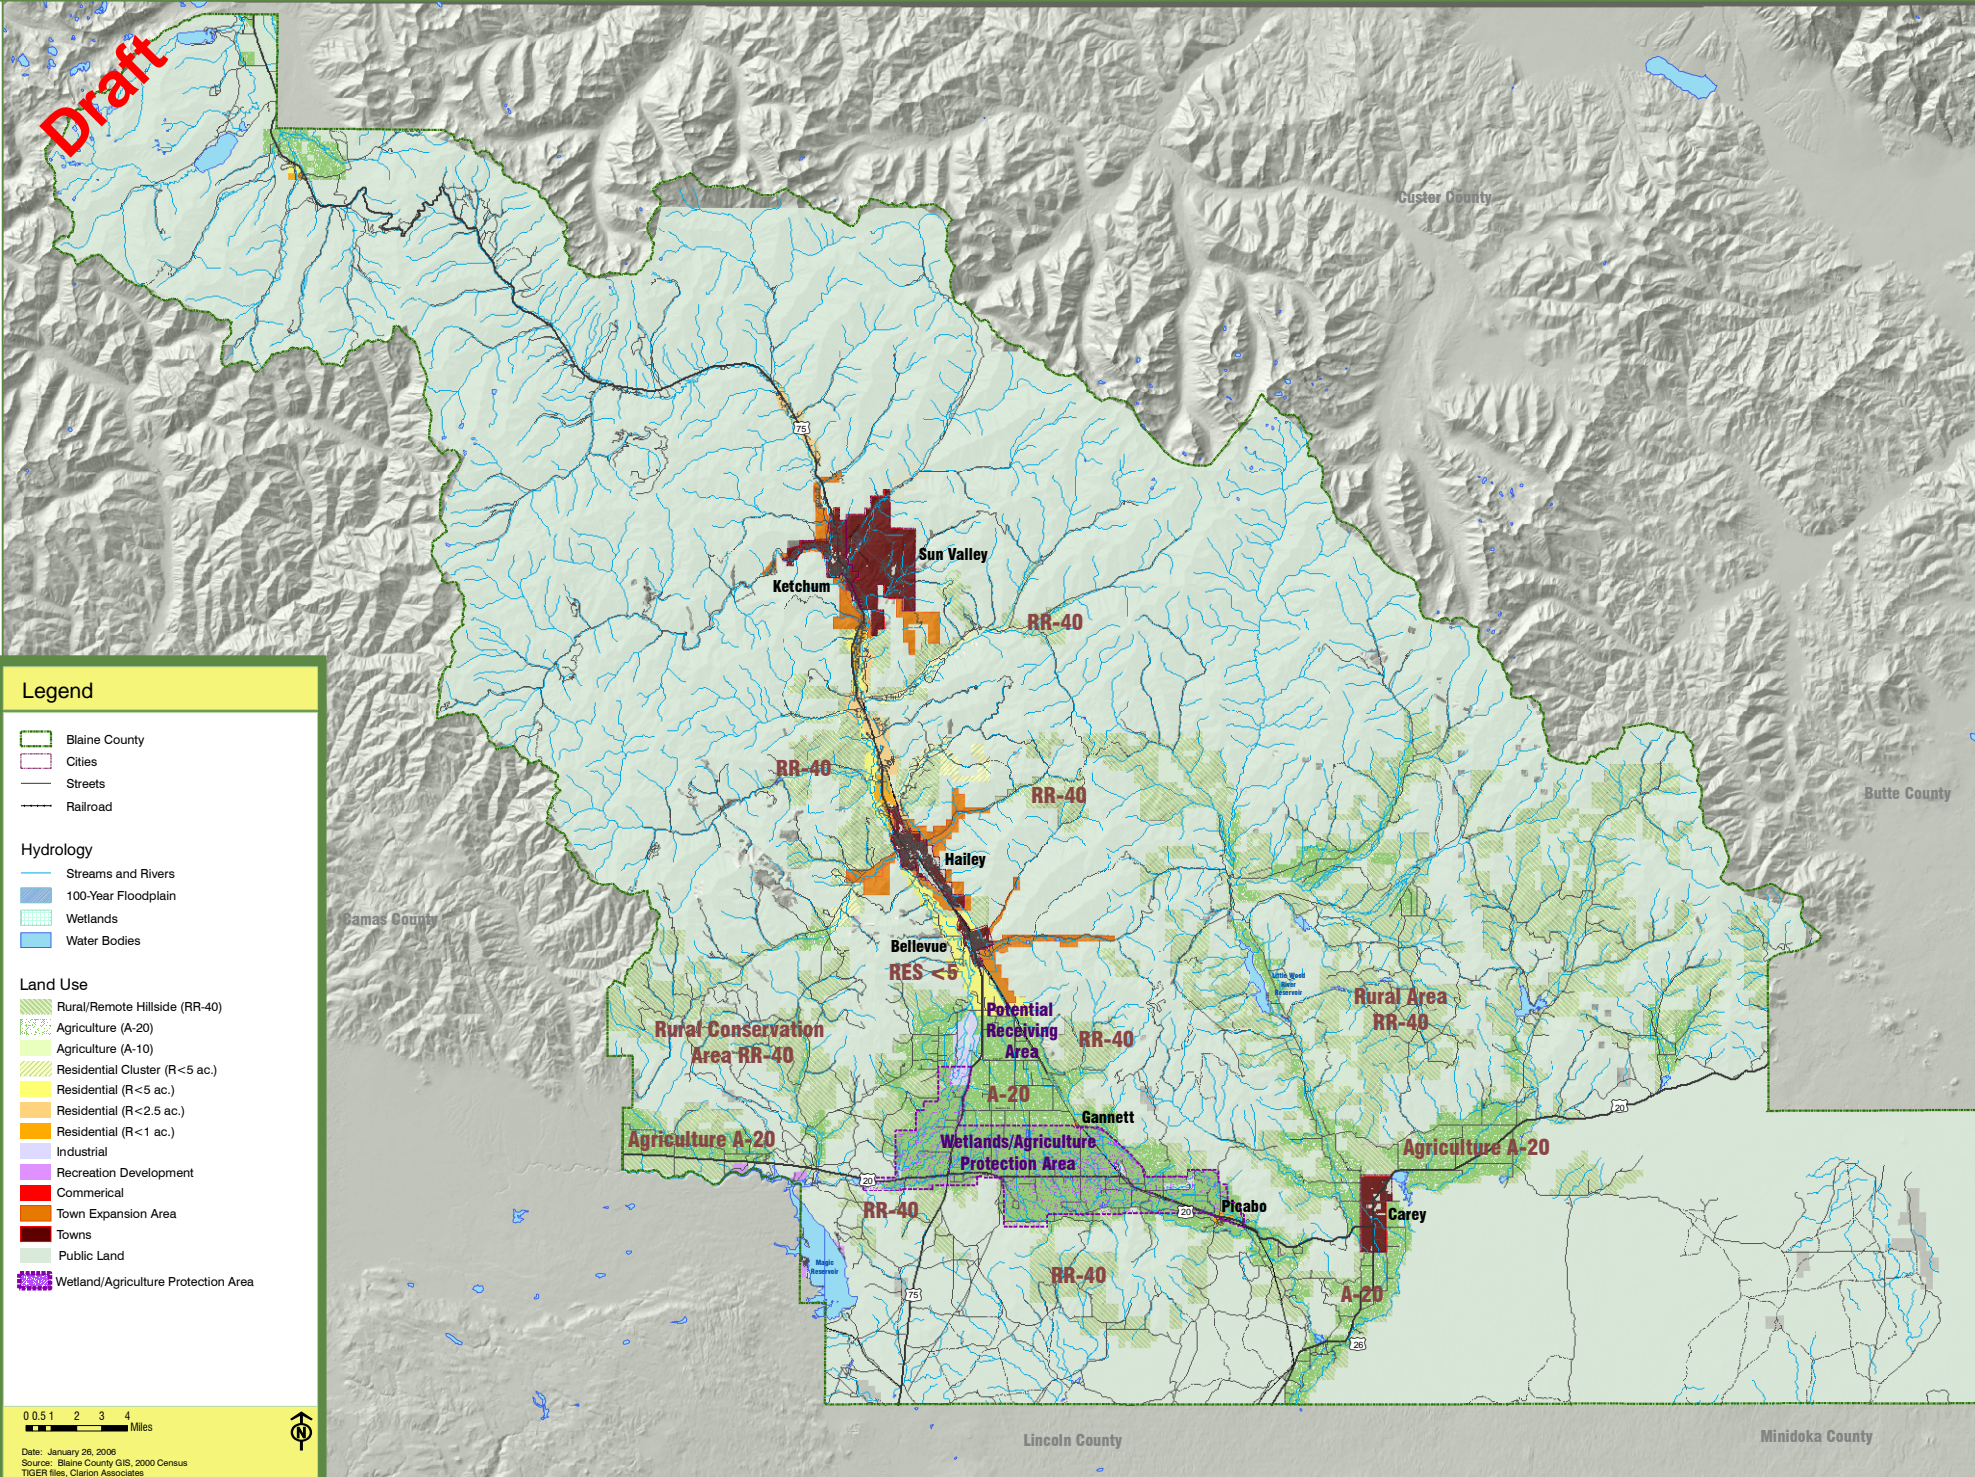 Draft
Custer County
75
Sun Valley
Ketchum
RR-40
RR-40
RR-40
Butte County
Hailey
Camas County
Bellevue
RES <5
Little Wood
River
Reservoir
Rural Area
RR-40
Potential
Receiving
Area
Rural Conservation
Area RR-40
RR-40
A-20
20
Gannett
Agriculture A-20
Wetlands/Agriculture
Protection Area
Agriculture A-20
20
RR-40
20
Picabo
Carey
Magic
Reservoir
RR-40
75
A-20
26
Lincoln County
Minidoka County
Legend
Blaine County
Cities
Streets
Railroad
Hydrology
Streams and Rivers
100-Year Floodplain
Wetlands
Water Bodies
Land Use
Rural/Remote Hillside (RR-40)
Agriculture (A-20)
Agriculture (A-10)
Residential Cluster (R<5 ac.)
Residential (R<5 ac.)
Residential (R<2.5 ac.)
Residential (R<1 ac.)
Industrial
Recreation Development
Commerical
Town Expansion Area
Towns
Public Land
Wetland/Agriculture Protection Area
0 0.5 1 2 3 4
Miles
N
Date: January 26, 2006
Source: Blaine County GIS, 2000 Census
TIGER files, Clarion Associates